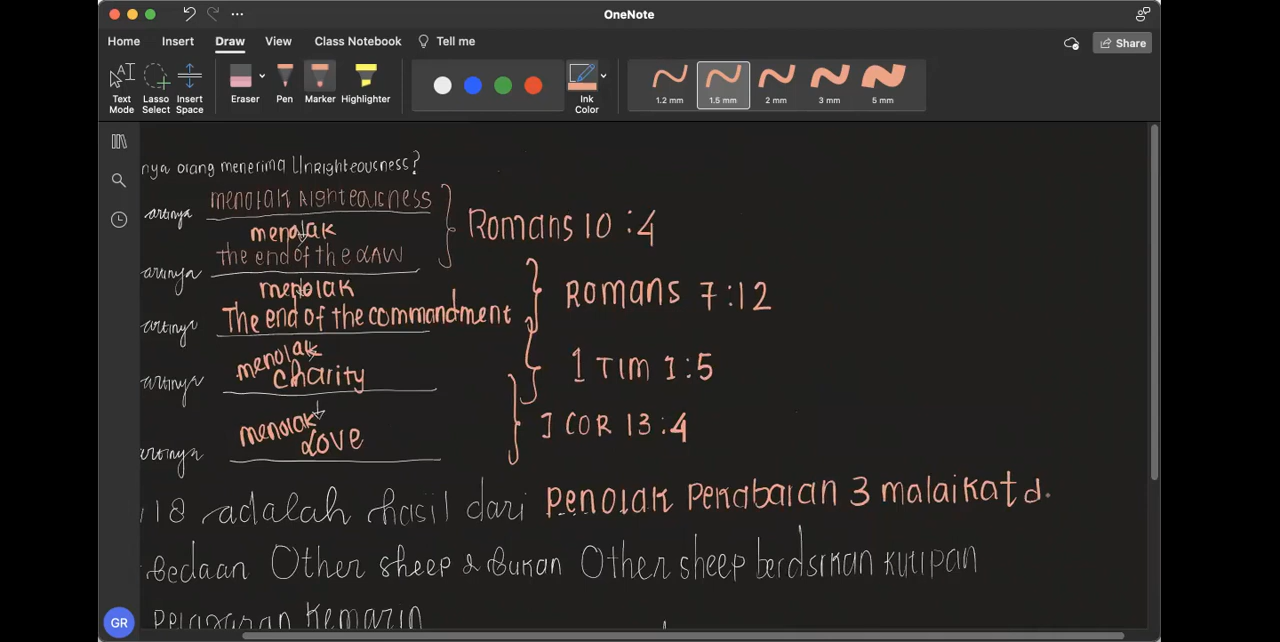 OneNote
Home Insert Draw View Class Notebook Tell me Share
Text Mode Lasso Select Insert Space Eraser Pen Marker Highlighter Ink Color 1.2 mm 1.5 mm 2 mm 3 mm 5 mm
nya orang menerima UnRighteousness?
artinya menolak Righteousness
Romans 10:4
menolak
artinya the end of the LAW
menolak
Romans 7:12
artinya The end of the commandment
menolak
1 TIM 1:5
artinya charity
menolak
1 COR 13:4
artinya Love
18 adalah hasil dari Penolak Pekabaran 3 malaikat d.
bedaan Other sheep & Bukan Other sheep berdsrkan kutipan
Pelajaran Kemarin
GR